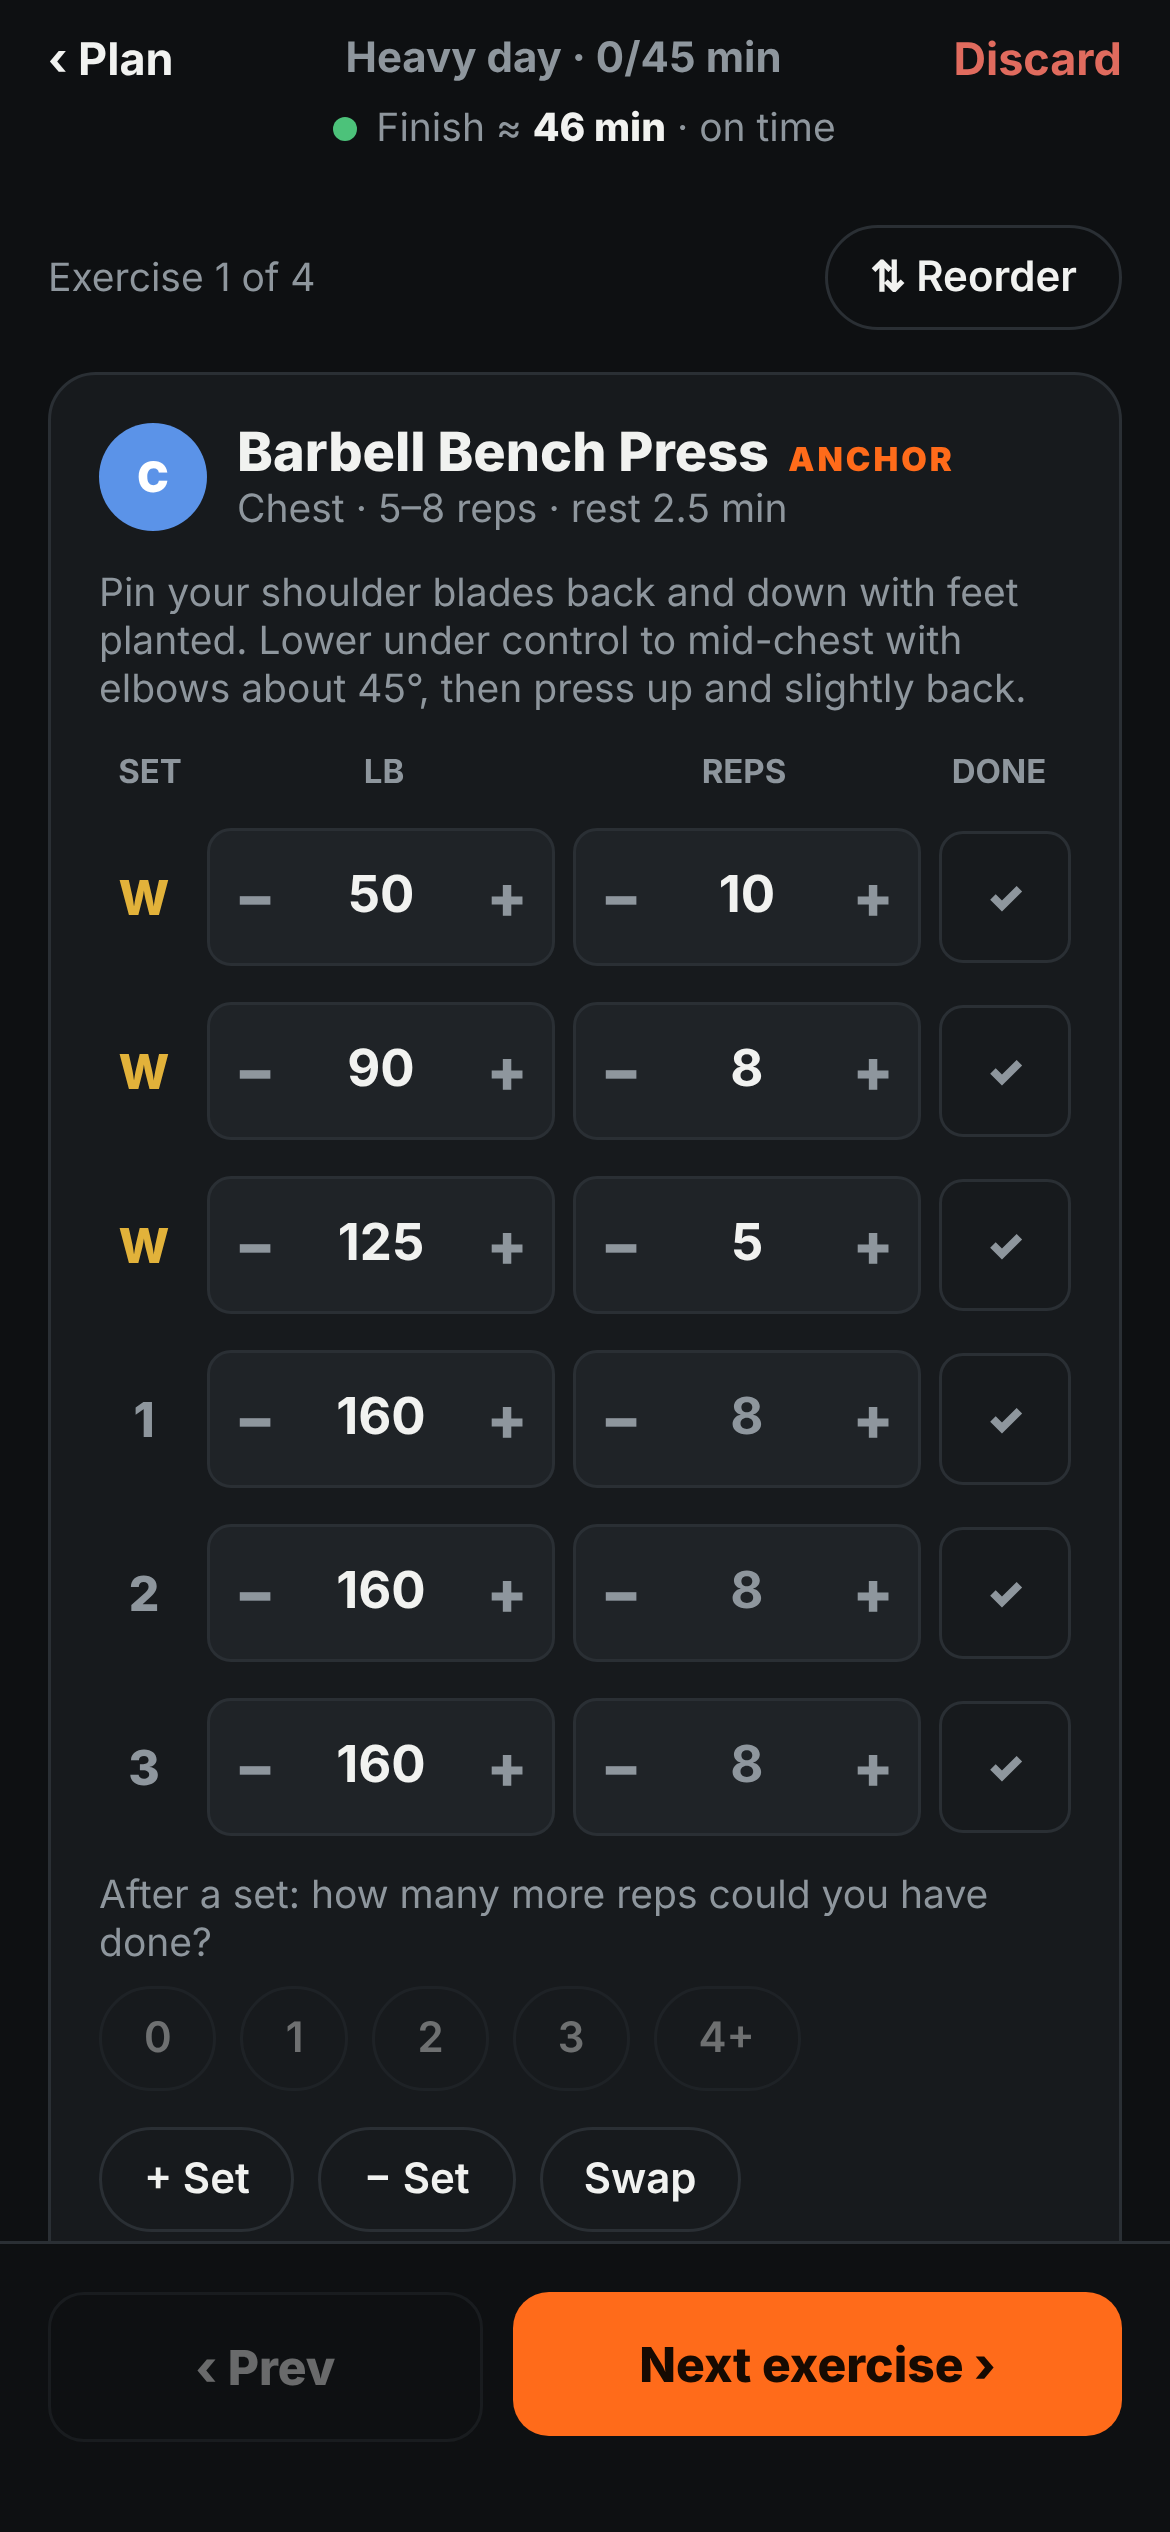 ‹ Plan
Heavy day · 0/45 min
Discard
Finish ≈ 46 min · on time
Exercise 1 of 4
⇅ Reorder
C
Barbell Bench Press ANCHOR
Chest · 5–8 reps · rest 2.5 min
Pin your shoulder blades back and down with feet
planted. Lower under control to mid-chest with
elbows about 45°, then press up and slightly back.
SET LB REPS DONE
W − 50 + − 10 + ✓
W − 90 + − 8 + ✓
W − 125 + − 5 + ✓
1 − 160 + − 8 + ✓
2 − 160 + − 8 + ✓
3 − 160 + − 8 + ✓
After a set: how many more reps could you have
done?
0 1 2 3 4+
+ Set − Set Swap
‹ Prev Next exercise ›